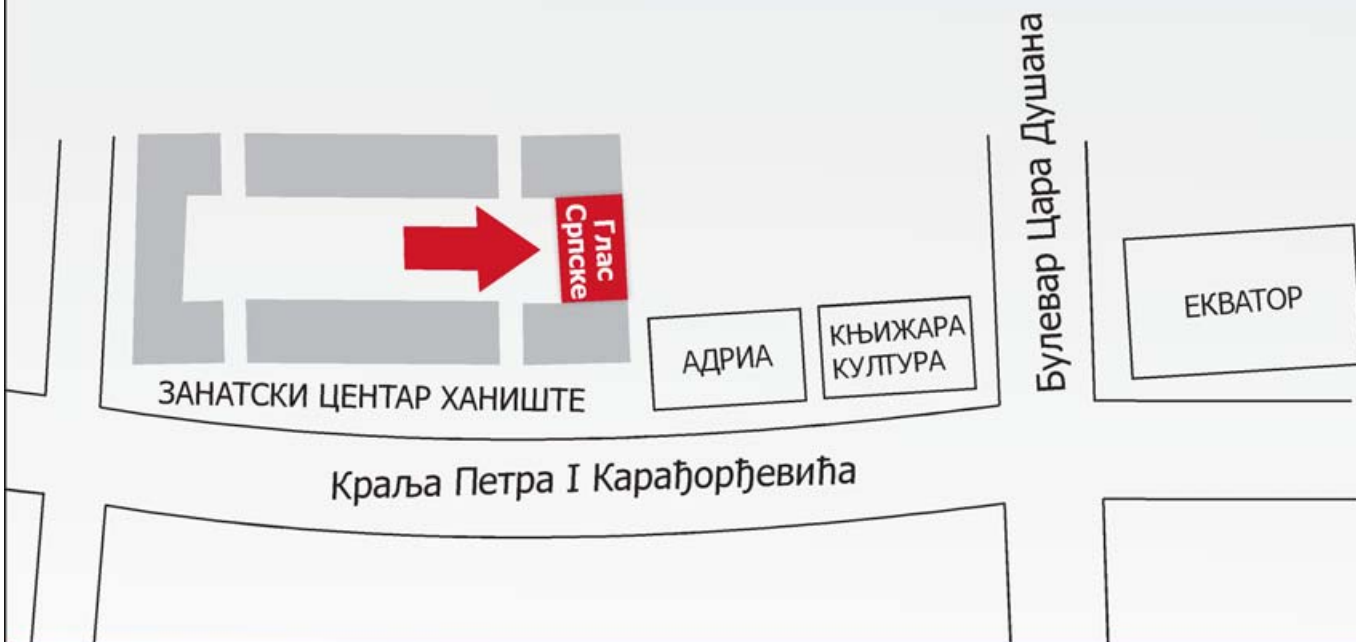 Булевар Цара Душана
Глас
Српске
ЕКВАТОР
АДРИА
КЊИЖАРА
КУЛТУРА
ЗАНАТСКИ ЦЕНТАР ХАНИШТЕ
Краља Петра I Карађорђевића